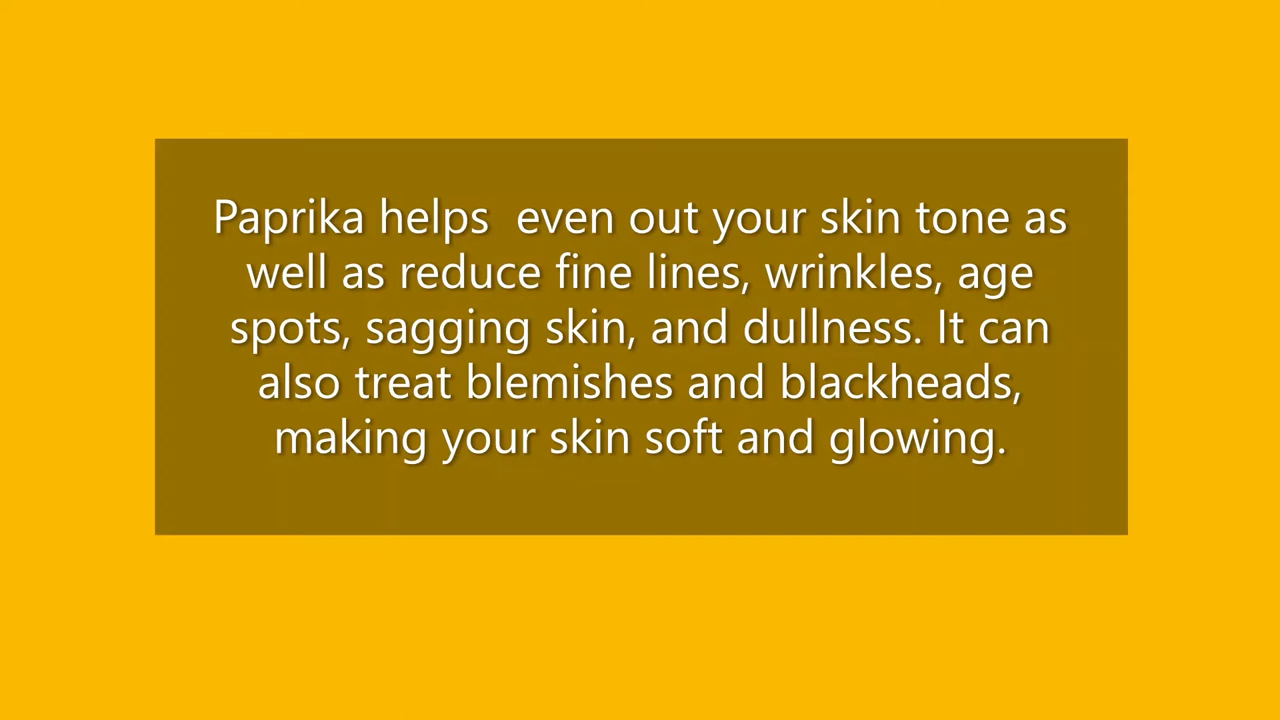 Paprika helps  even out your skin tone as
well as reduce fine lines, wrinkles, age
spots, sagging skin, and dullness. It can
also treat blemishes and blackheads,
making your skin soft and glowing.